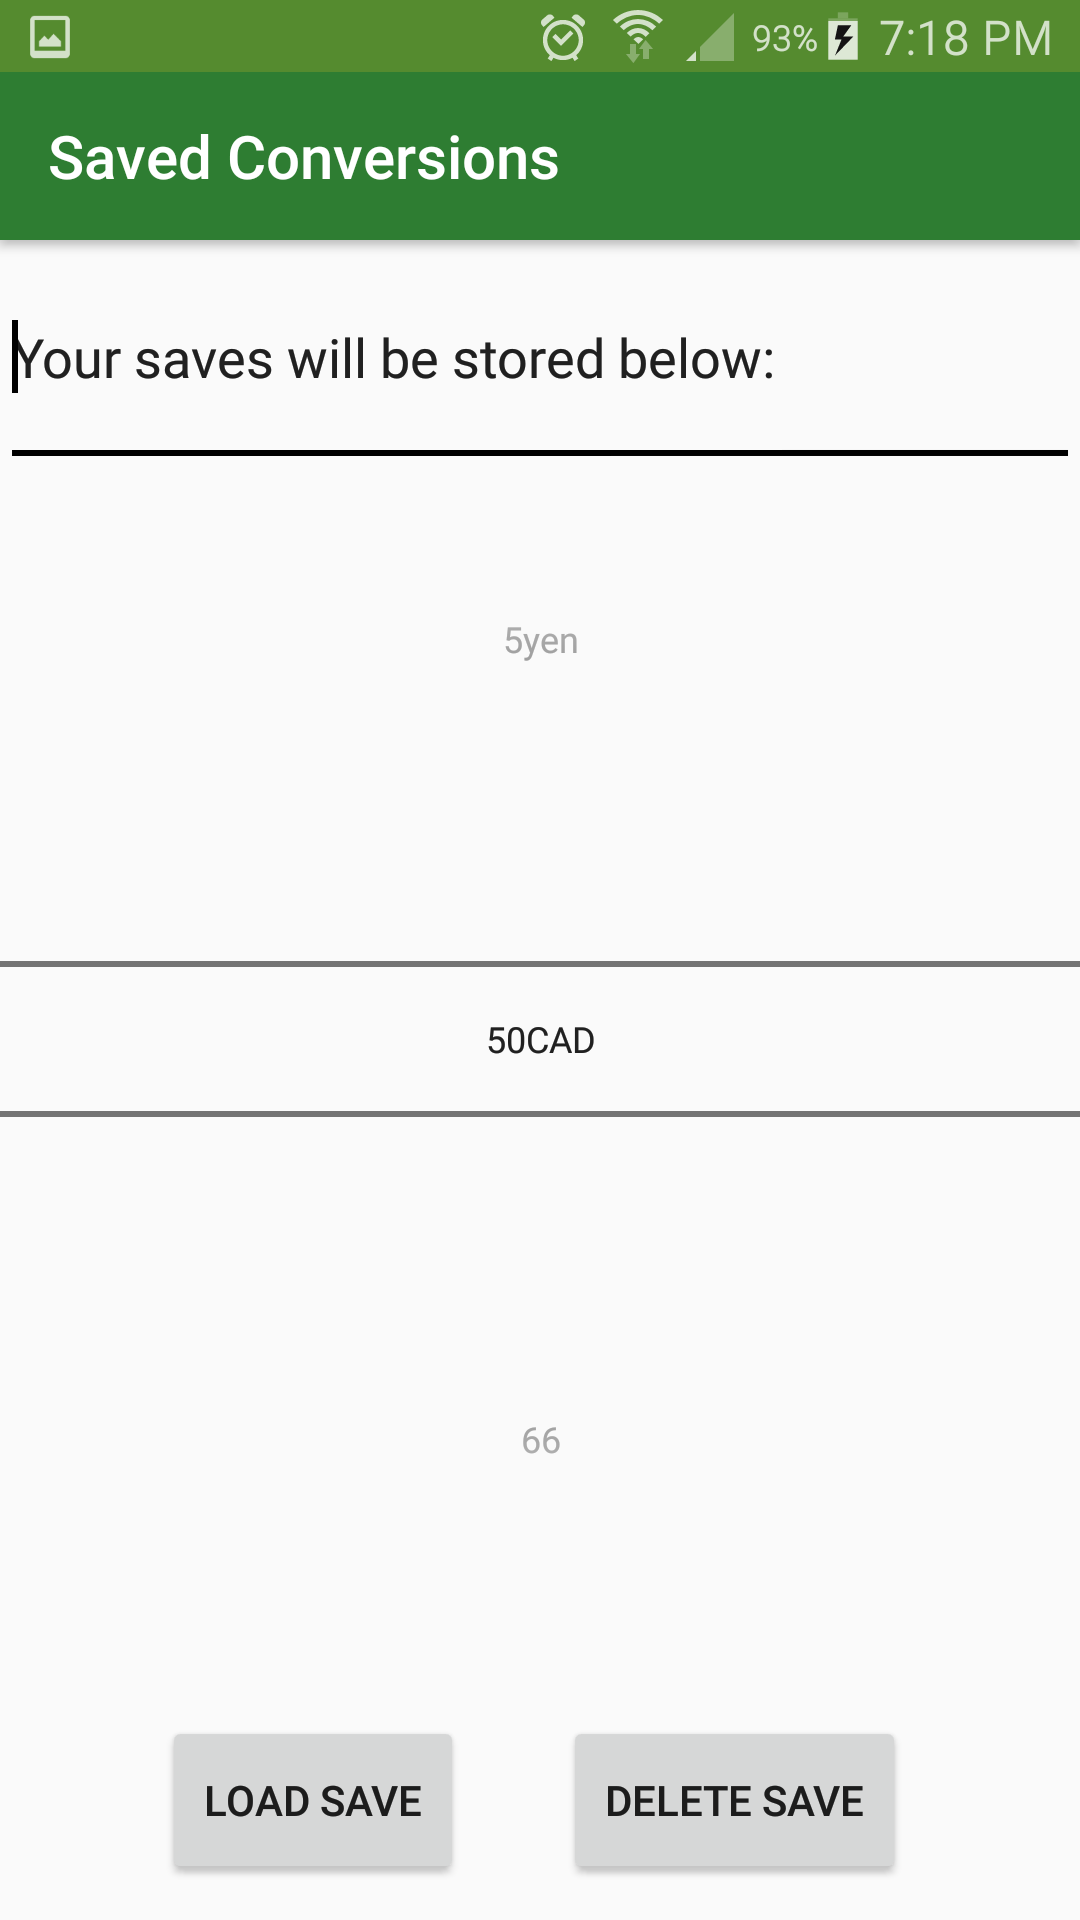 93% 7:18 PM
Saved Conversions
Your saves will be stored below:
5yen
50CAD
66
LOAD SAVE DELETE SAVE